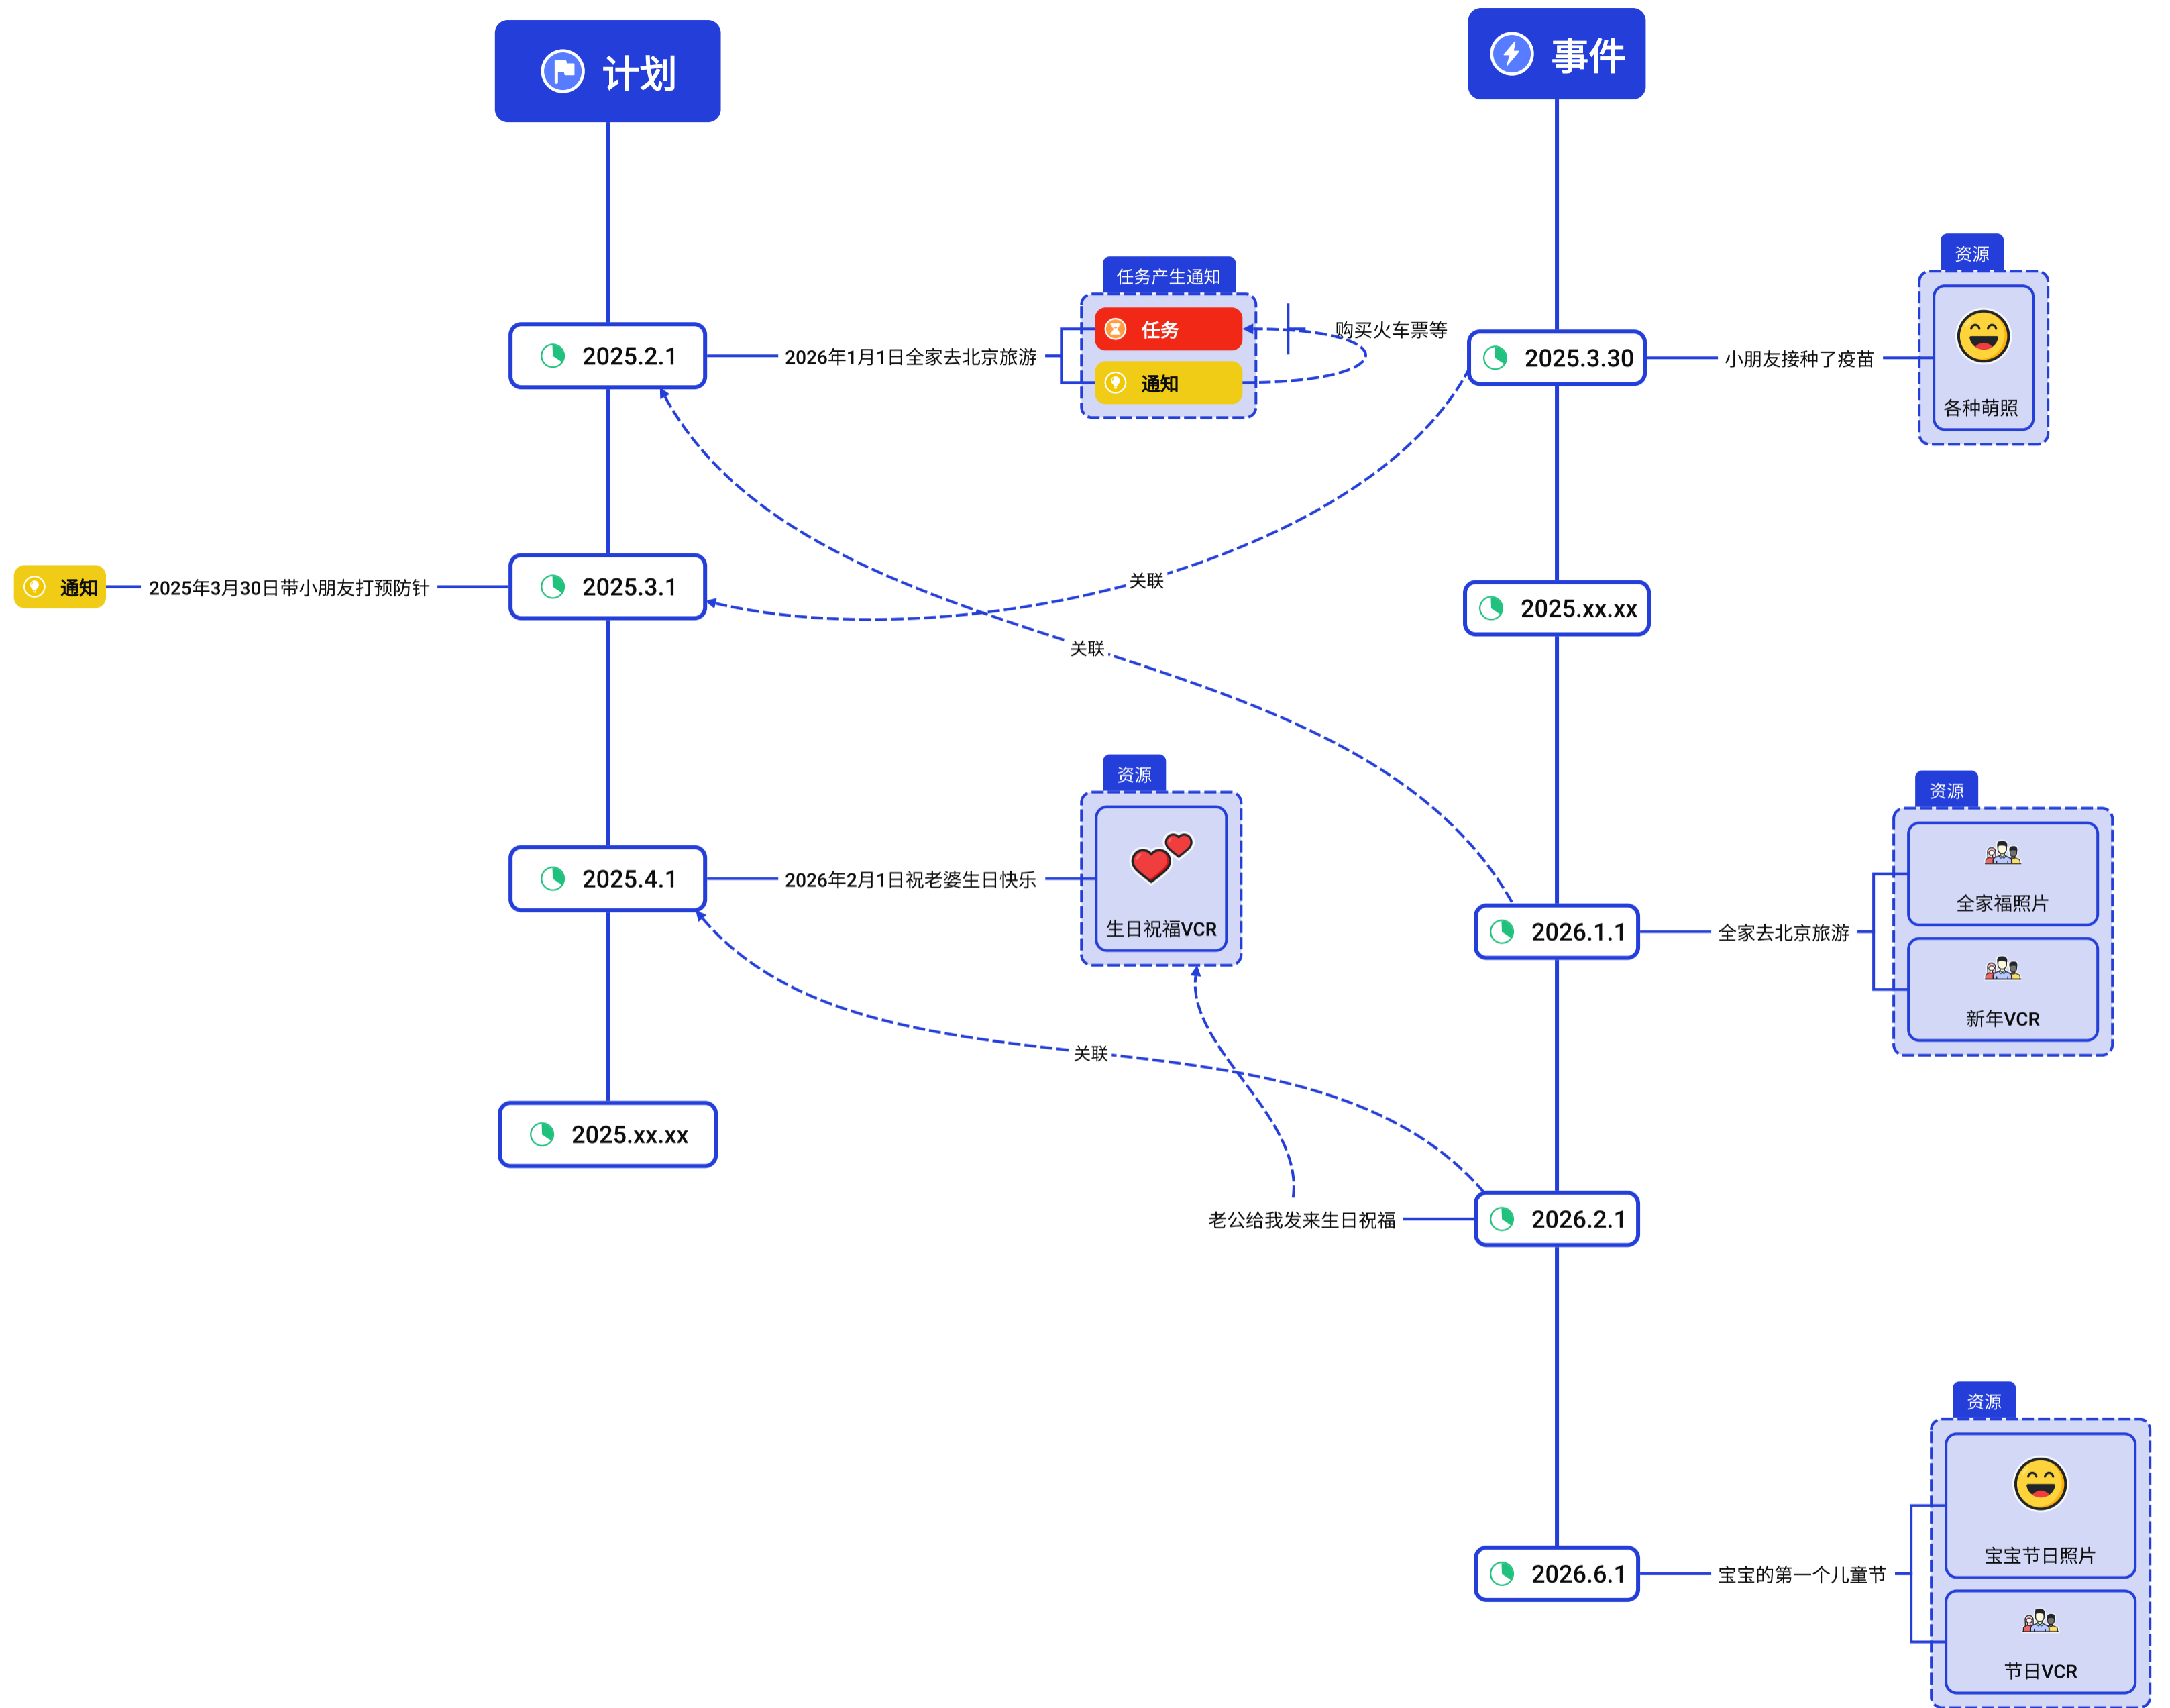 计划
事件
资源
任务产生通知
任务
购买火车票等
2025.2.1
2026年1月1日全家去北京旅游
2025.3.30
小朋友接种了疫苗
通知
各种萌照
关联
通知
2025年3月30日带小朋友打预防针
2025.3.1
2025.xx.xx
关联
资源
资源
2025.4.1
2026年2月1日祝老婆生日快乐
全家福照片
生日祝福VCR
2026.1.1
全家去北京旅游
新年VCR
关联
2025.xx.xx
老公给我发来生日祝福
2026.2.1
资源
宝宝节日照片
2026.6.1
宝宝的第一个儿童节
节日VCR